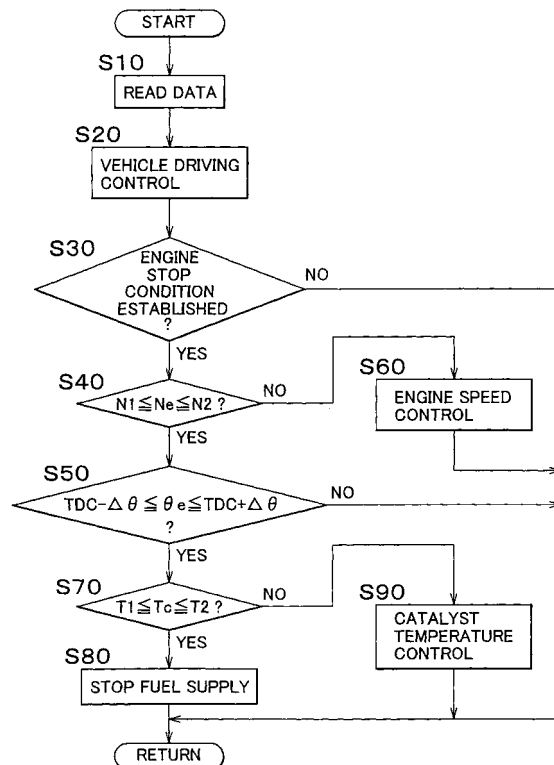 START
S10
READ DATA
S20
VEHICLE DRIVING
CONTROL
S30
ENGINE
STOP
CONDITION
ESTABLISHED
?
NO
YES
S40
N1≦Ne≦N2 ?
NO
YES
S60
ENGINE SPEED
CONTROL
S50
TDC−Δθ≦θe≦TDC+Δθ
?
NO
YES
S70
T1≦Tc≦T2 ?
NO
YES
S90
CATALYST
TEMPERATURE
CONTROL
S80
STOP FUEL SUPPLY
RETURN